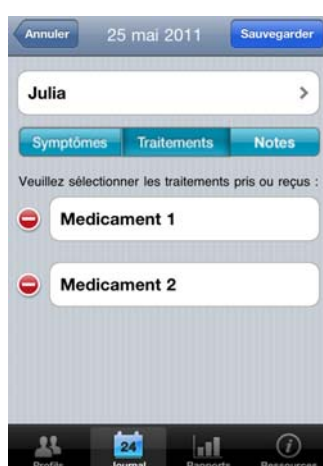 Annuler 25 mai 2011 Sauvegarder
Julia
Symptômes Traitements Notes
Veuillez sélectionner les traitements pris ou reçus :
Medicament 1
Medicament 2
24
Profils Journal Rapports Ressources